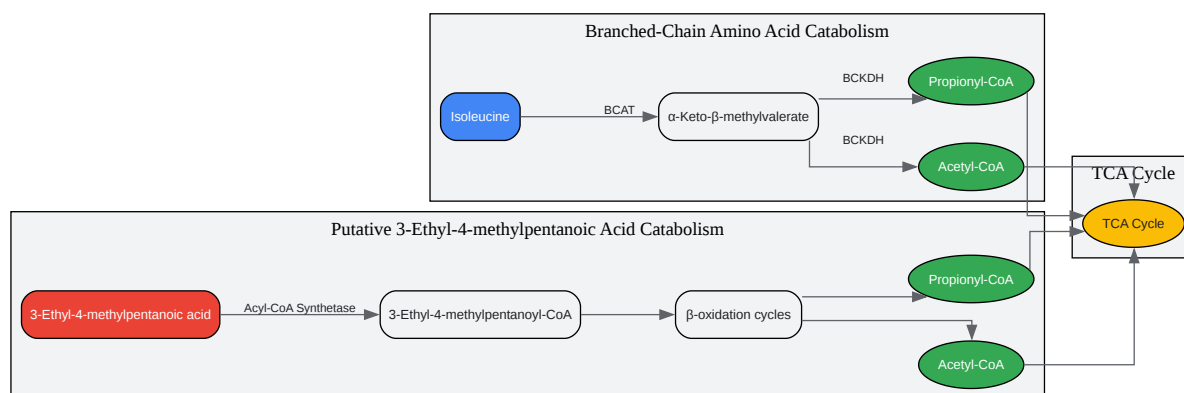 Branched-Chain Amino Acid Catabolism
Isoleucine
BCAT
α-Keto-β-methylvalerate
BCKDH
Propionyl-CoA
BCKDH
Acetyl-CoA
TCA Cycle
TCA Cycle
Putative 3-Ethyl-4-methylpentanoic Acid Catabolism
3-Ethyl-4-methylpentanoic acid
Acyl-CoA Synthetase
3-Ethyl-4-methylpentanoyl-CoA
β-oxidation cycles
Propionyl-CoA
Acetyl-CoA